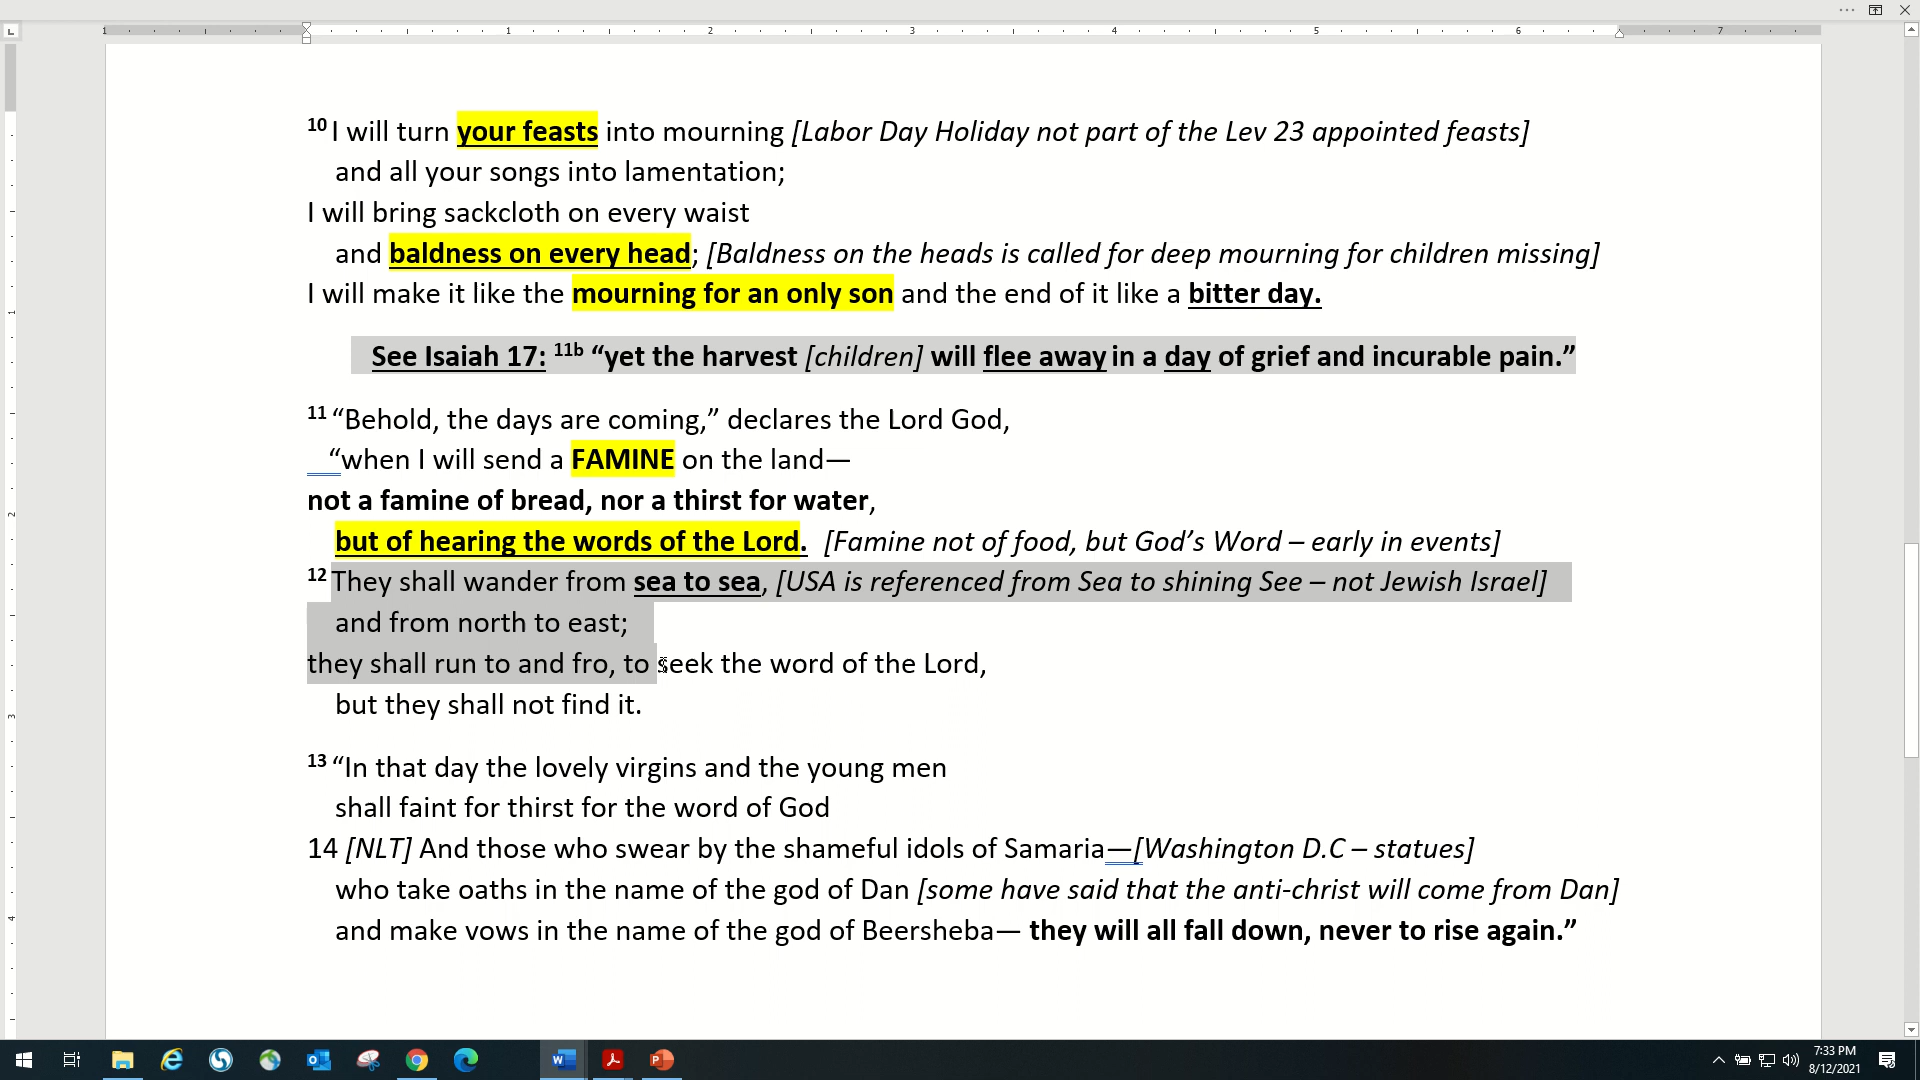 1 1 2 3 4 5 6 7
10 I will turn your feasts into mourning [Labor Day Holiday not part of the Lev 23 appointed feasts]
and all your songs into lamentation;
I will bring sackcloth on every waist
and baldness on every head; [Baldness on the heads is called for deep mourning for children missing]
I will make it like the mourning for an only son and the end of it like a bitter day.
See Isaiah 17: 11b “yet the harvest [children] will flee away in a day of grief and incurable pain.”
11 “Behold, the days are coming,” declares the Lord God,
“when I will send a FAMINE on the land—
not a famine of bread, nor a thirst for water,
but of hearing the words of the Lord. [Famine not of food, but God’s Word – early in events]
12 They shall wander from sea to sea, [USA is referenced from Sea to shining See – not Jewish Israel]
and from north to east;
they shall run to and fro, to seek the word of the Lord,
but they shall not find it.
13 “In that day the lovely virgins and the young men
shall faint for thirst for the word of God
14 [NLT] And those who swear by the shameful idols of Samaria—[Washington D.C – statues]
who take oaths in the name of the god of Dan [some have said that the anti-christ will come from Dan]
and make vows in the name of the god of Beersheba— they will all fall down, never to rise again.”
7:33 PM
8/12/2021